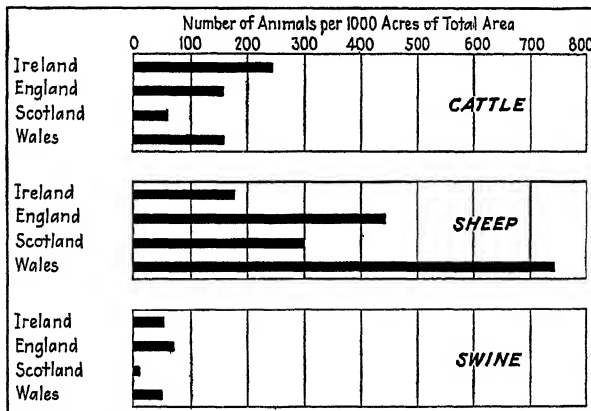 Number of Animals per 1000 Acres of Total Area
0 100 200 300 400 500 600 700 800
Ireland
England
Scotland
Wales
CATTLE
Ireland
England
Scotland
Wales
SHEEP
Ireland
England
Scotland
Wales
SWINE